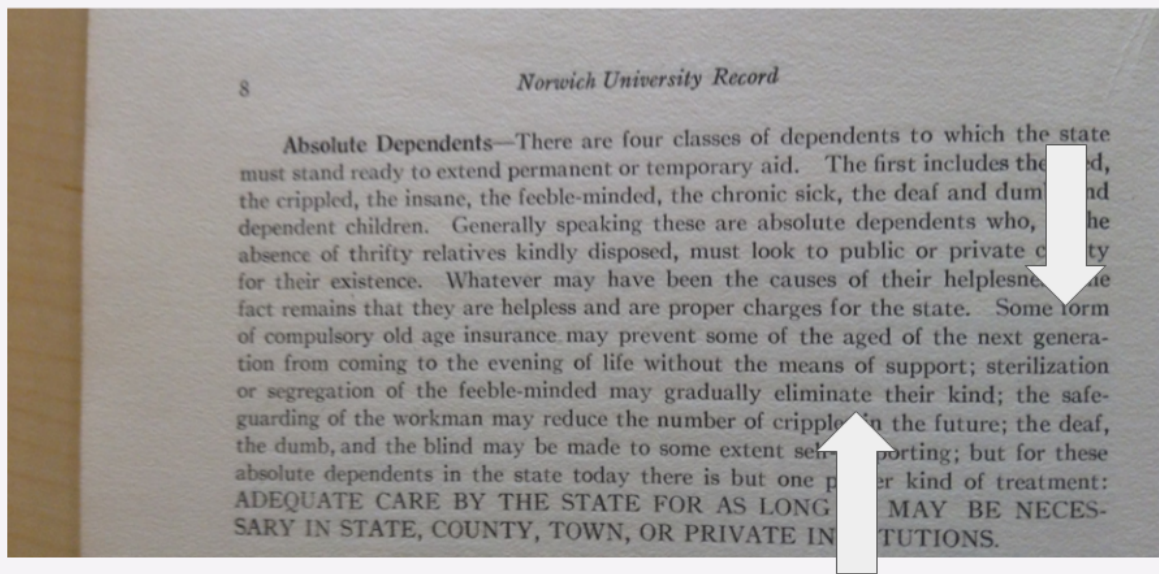 8
Norwich University Record
Absolute Dependents—There are four classes of dependents to which the state
must stand ready to extend permanent or temporary aid. The first includes the
the crippled, the insane, the feeble-minded, the chronic sick, the deaf and
dependent children. Generally speaking these are absolute dependents who,
absence of thrifty relatives kindly disposed, must look to public or private
for their existence. Whatever may have been the causes of their
fact remains that they are helpless and are proper charges for the state. Some form
of compulsory old age insurance may prevent some of the aged of the next genera-
tion from coming to the evening of life without the means of support; sterilization
or segregation of the feeble-minded may gradually eliminate their kind; the safe-
guarding of the workman may reduce the number of in the future; the deaf,
the dumb, and the blind may be made to some extent but for these
absolute dependents in the state today there is but one kind of treatment:
ADEQUATE CARE BY THE STATE FOR AS LONG MAY BE NECES-
SARY IN STATE, COUNTY, TOWN, OR PRIVATE